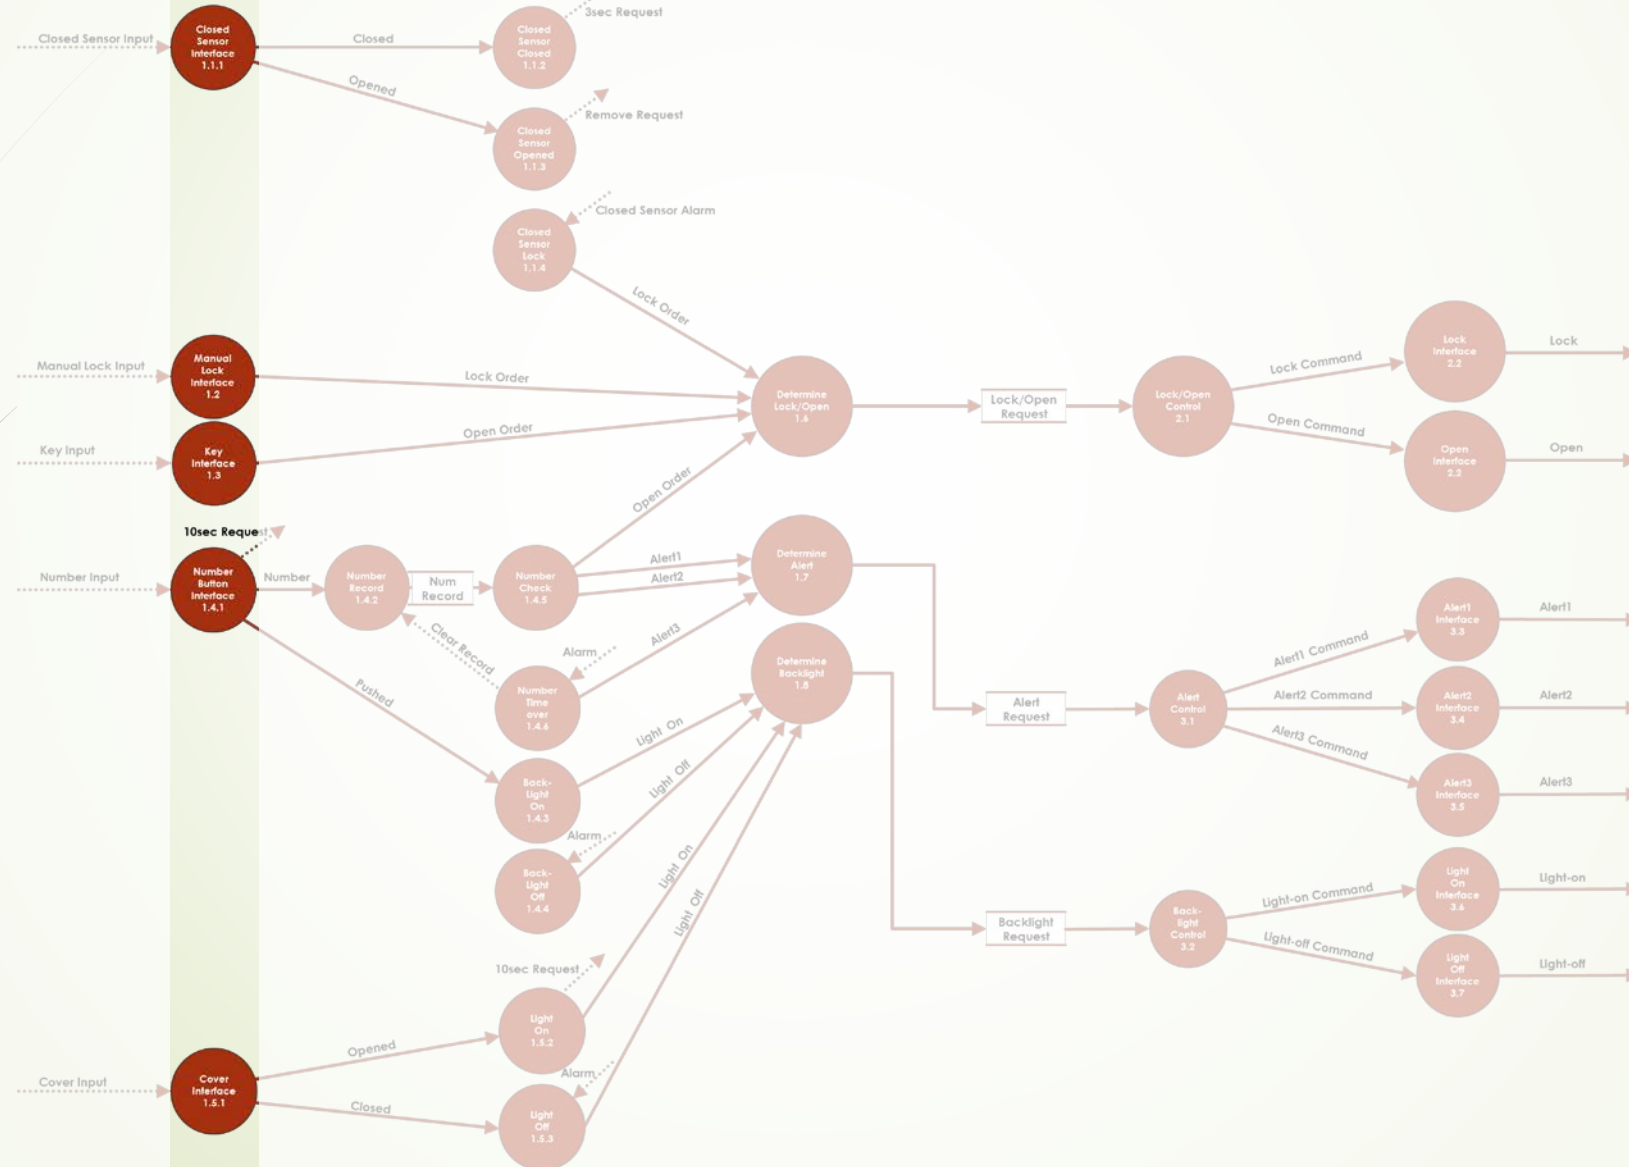 3sec Request
Closed Sensor Input
Closed
Sensor
Interface
1.1.1
Closed
Closed
Sensor
Closed
1.1.2
Opened
Remove Request
Closed
Sensor
Opened
1.1.3
Closed Sensor Alarm
Closed
Sensor
Lock
1.1.4
Lock Order
Manual Lock Input
Manual
Lock
Interface
1.2
Lock Order
Determine
Lock/Open
1.6
Lock/Open
Request
Lock/Open
Control
2.1
Lock Command
Lock
Interface
2.2
Lock
Open Command
Open
Interface
2.2
Open
Key Input
Key
Interface
1.3
Open Order
Open Order
10sec Request
Number Input
Number
Button
Interface
1.4.1
Number
Number
Record
1.4.2
Num
Record
Number
Check
1.4.5
Alert1
Alert2
Determine
Alert
1.7
Clear Record
Alarm
Alert3
Number
Time
over
1.4.6
Determine
Backlight
1.8
Pushed
Light On
Back-
Light
On
1.4.3
Light Off
Alarm
Back-
Light
Off
1.4.4
Alert
Request
Alert
Control
3.1
Alert1 Command
Alert1
Interface
3.3
Alert1
Alert2 Command
Alert2
Interface
3.4
Alert2
Alert3 Command
Alert3
Interface
3.5
Alert3
Light On
Light Off
Backlight
Request
Back-
light
Control
3.2
Light-on Command
Light
On
Interface
3.6
Light-on
Light-off Command
Light
Off
Interface
3.7
Light-off
10sec Request
Light
On
1.5.2
Opened
Cover Input
Cover
Interface
1.5.1
Closed
Alarm
Light
Off
1.5.3